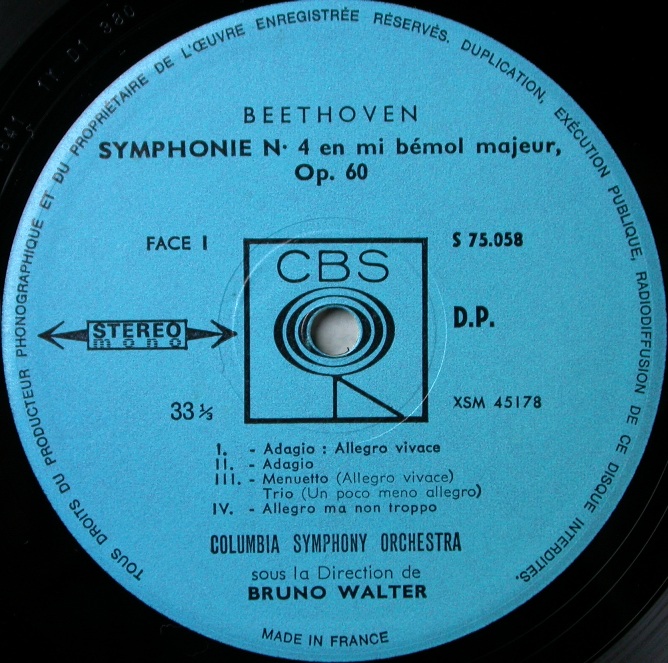 TOUS DROITS DU PRODUCTEUR PHONOGRAPHIQUE ET DU PROPRIÉTAIRE DE L'ŒUVRE ENREGISTRÉE RÉSERVÉS. DUPLICATION, EXÉCUTION PUBLIQUE, RADIODIFFUSION DE CE DISQUE INTERDITES.
BEETHOVEN
SYMPHONIE N· 4 en mi bémol majeur,
Op. 60
FACE I
S 75.058
CBS
STEREO
mono
D.P.
33 ⅓
XSM 45178
I. - Adagio : Allegro vivace
II. - Adagio
III. - Menuetto (Allegro vivace)
Trio (Un poco meno allegro)
IV. - Allegro ma non troppo
COLUMBIA SYMPHONY ORCHESTRA
sous la Direction de
BRUNO WALTER
MADE IN FRANCE